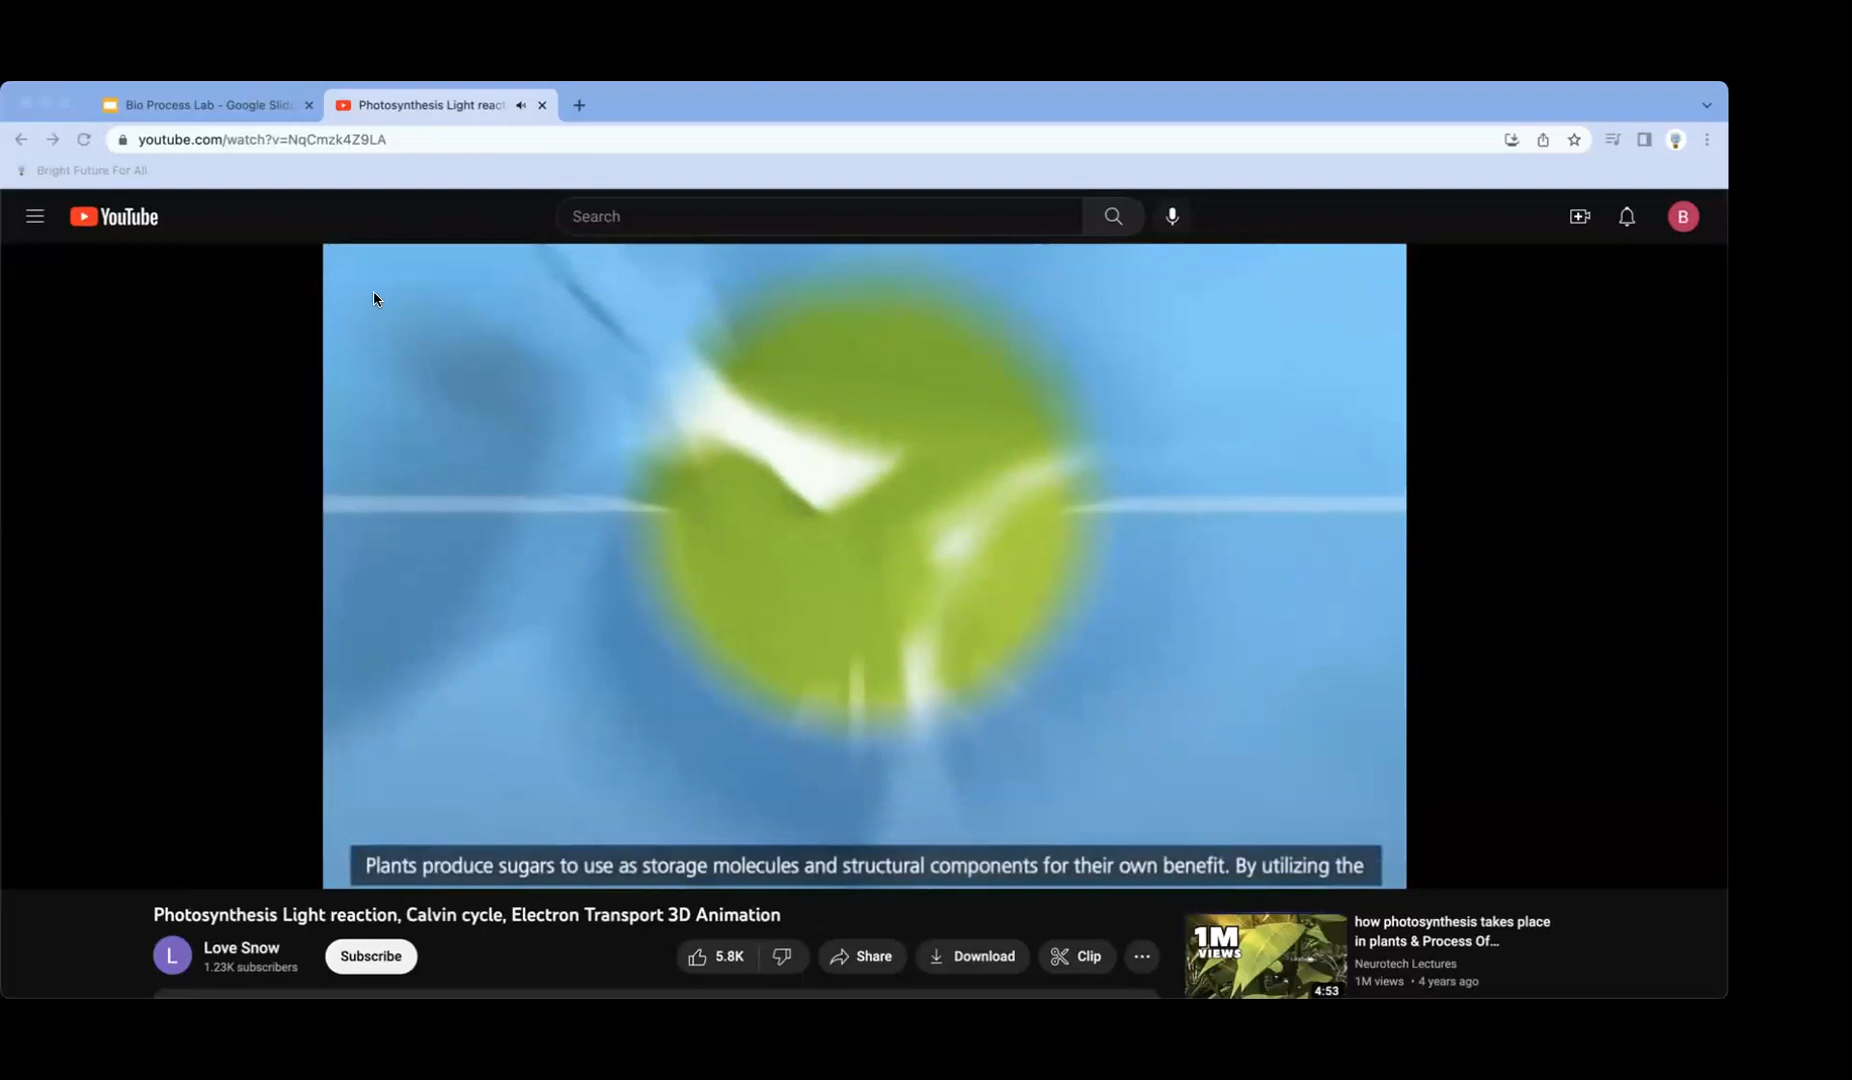 Bio Process Lab - Google Slid
Photosynthesis Light react
youtube.com/watch?v=NqCmzk4Z9LA
Bright Future For All
YouTube
Search
B
Plants produce sugars to use as storage molecules and structural components for their own benefit. By utilizing the
Photosynthesis Light reaction, Calvin cycle, Electron Transport 3D Animation
L
Love Snow
1.23K subscribers
Subscribe
5.8K
Share
Download
Clip
1M
VIEWS
4:53
how photosynthesis takes place
in plants & Process Of...
Neurotech Lectures
1M views • 4 years ago